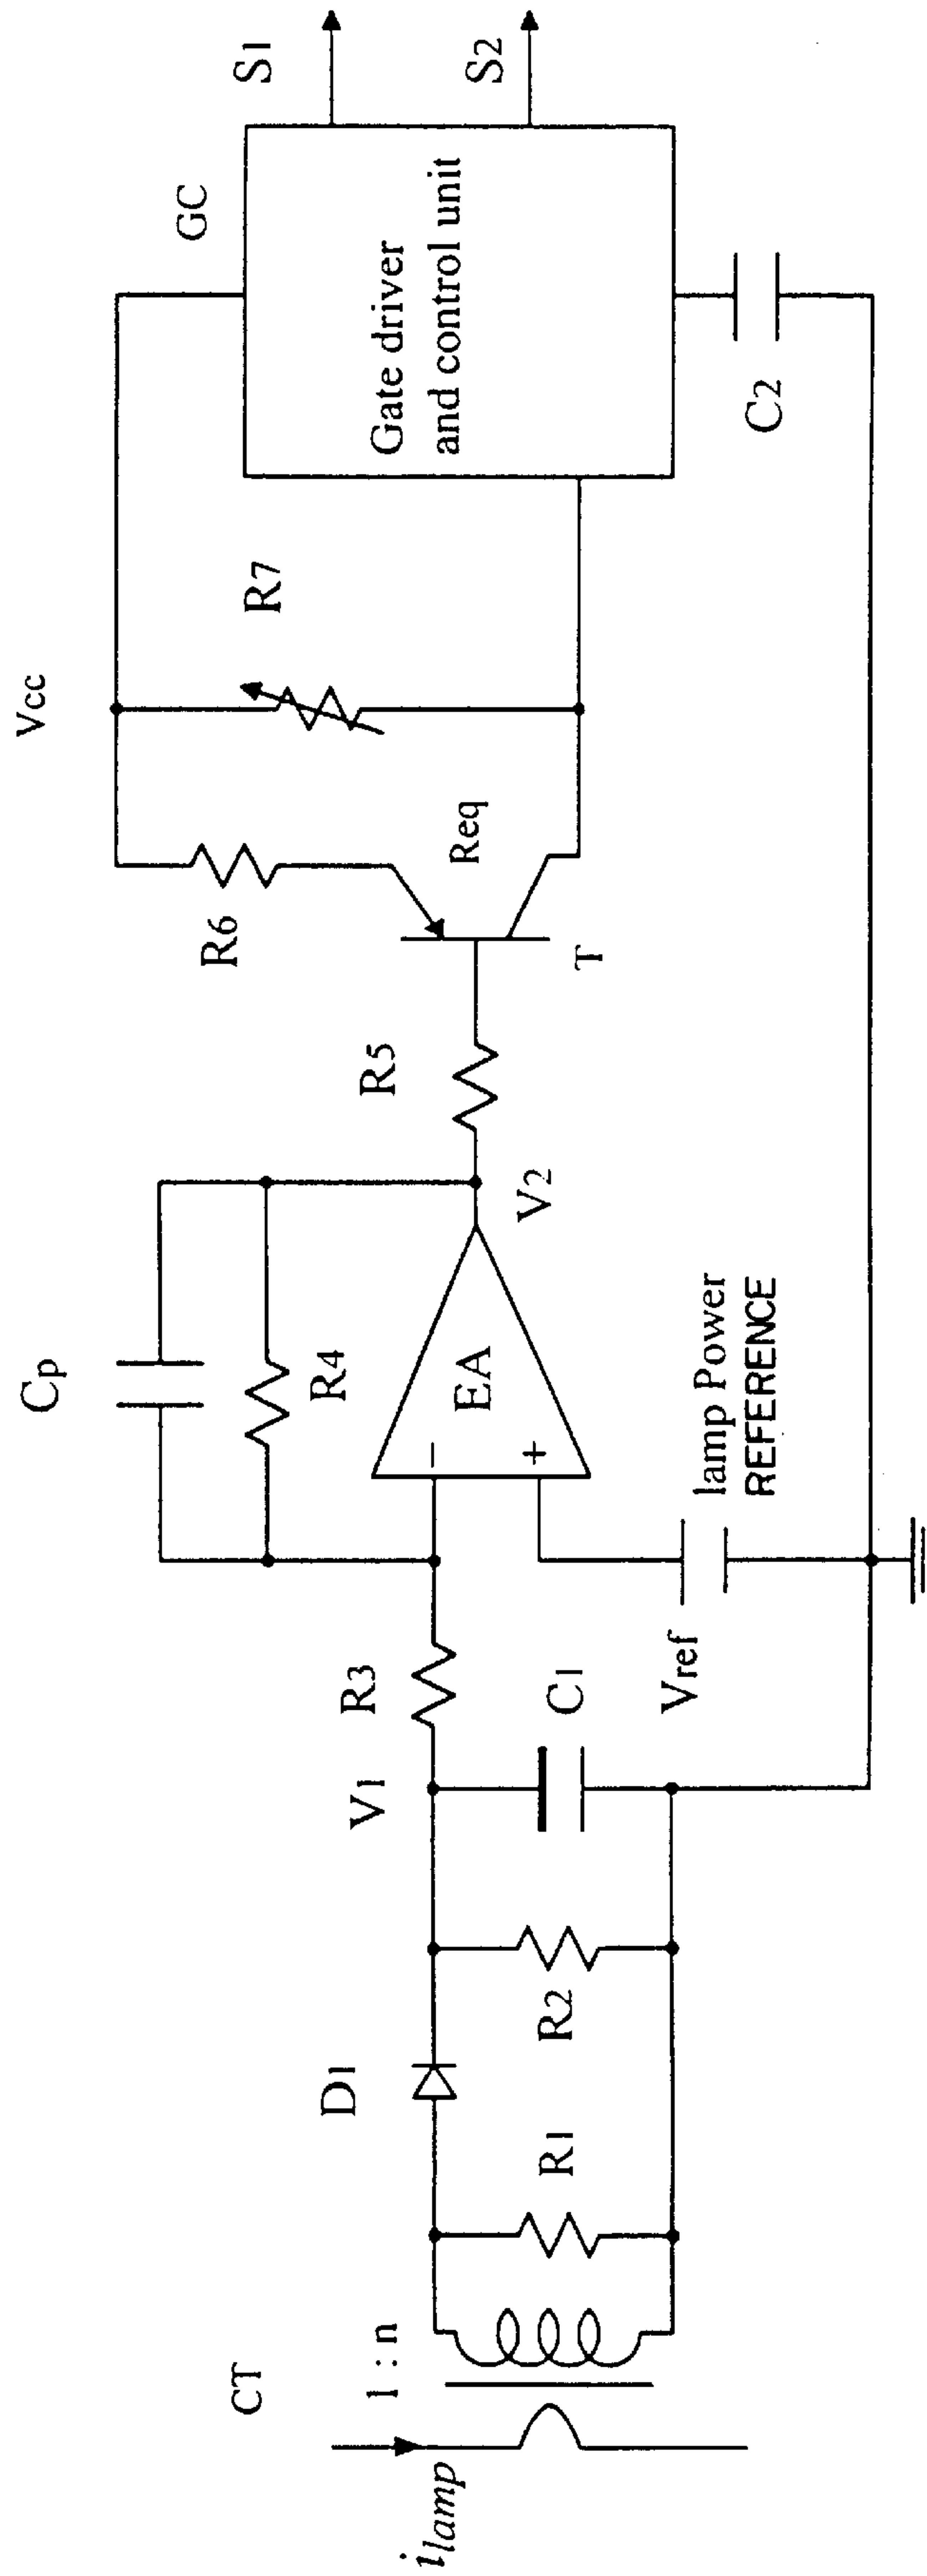 CT
1 : n
ilamp
D1
R1
R2
V1
C1
R3
Cp
R4
EA
−
+
Vref
lamp Power
REFERENCE
V2
R5
R6
T
Req
Vcc
R7
GC
Gate driver
and control unit
C2
S1
S2